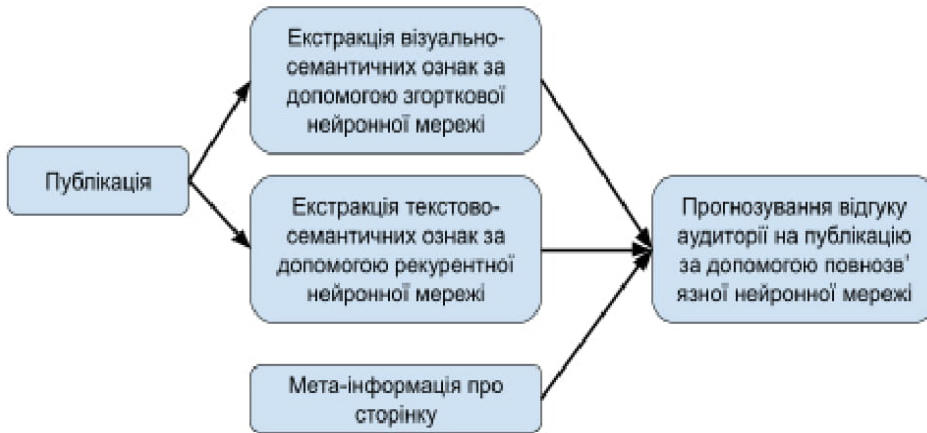 Публікація
Екстракція візуально-
семантичних ознак за
допомогою згорткової
нейронної мережі
Екстракція текстово-
семантичних ознак за
допомогою рекурентної
нейронної мережі
Мета-інформація про
сторінку
Прогнозування відгуку
аудиторії на публікацію
за допомогою повнозв'
язної нейронної мережі